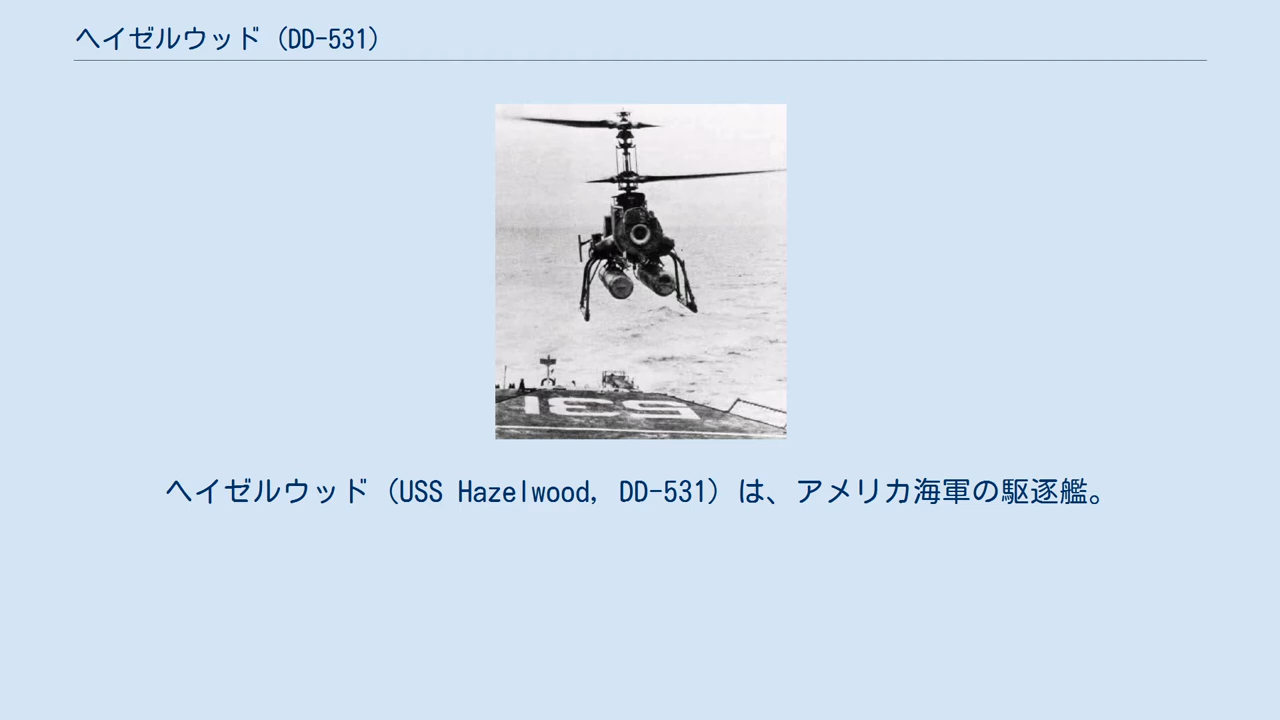 ヘイゼルウッド（DD-531）
531
ヘイゼルウッド（USS Hazelwood, DD-531）は、アメリカ海軍の駆逐艦。